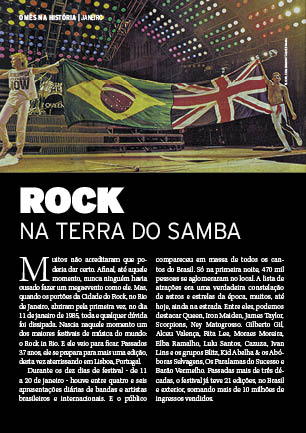 O MÊS NA HISTÓRIA | JANEIRO
ROCK
NA TERRA DO SAMBA
Muitos não acreditaram que po-
deria dar certo. Afinal, até aquele
momento, nunca ninguém havia
ousado fazer um megaevento como ele. Mas,
quando os portões da Cidade do Rock, no Rio
de Janeiro, abriram pela primeira vez, no dia
11 de janeiro de 1985, toda e qualquer dúvida
foi dissipada. Nascia naquele momento um
dos maiores festivais de música do mundo:
o Rock in Rio. E ele veio para ficar. Passados
37 anos, ele se prepara para mais uma edição,
desta vez aterrissando em Lisboa, Portugal.
Durante os dez dias de festival - de 11
a 20 de janeiro - houve entre quatro e seis
apresentações diárias de bandas e artistas
brasileiros e internacionais. E o público
compareceu em massa de todos os can-
tos do Brasil. Só na primeira noite, 470 mil
pessoas se aglomeraram no local. A lista de
atrações era uma verdadeira constelação
de astros e estrelas da época, muitos, até
hoje, ainda na estrada. Entre eles, podemos
destacar Queen, Iron Maiden, James Taylor,
Scorpions, Ney Matogrosso, Gilberto Gil,
Alceu Valença, Rita Lee, Moraes Moreira,
Elba Ramalho, Lulu Santos, Cazuza, Ivan
Lins e os grupos Blitz, Kid Abelha & os Abó-
boras Selvagens, Os Paralamas do Sucesso e
Barão Vermelho. Passadas mais de três dé-
cadas, o festival já teve 21 edições, no Brasil
e exterior, somando mais de 10 milhões de
ingressos vendidos.